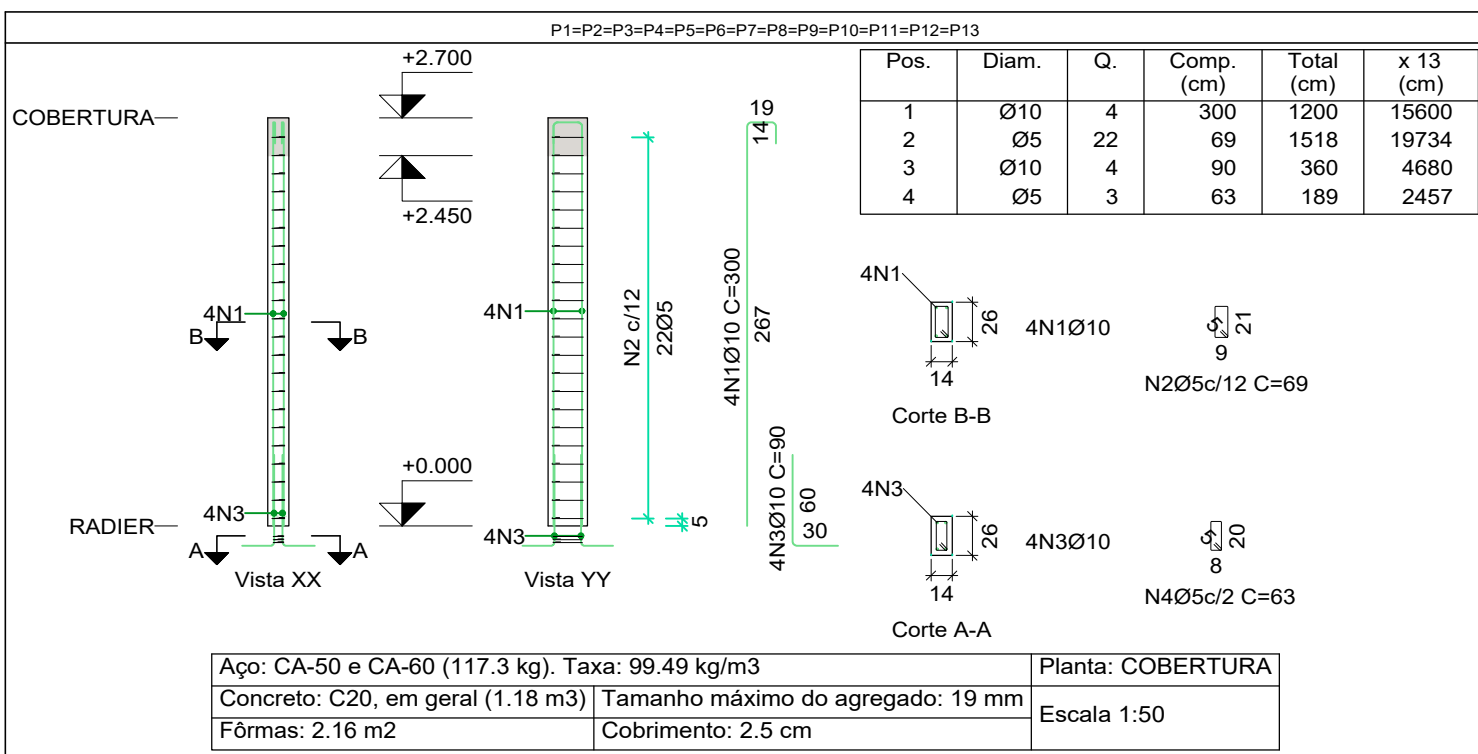 P1=P2=P3=P4=P5=P6=P7=P8=P9=P10=P11=P12=P13
Pos. Diam. Q. Comp. (cm) Total (cm) x 13 (cm)
1 Ø10 4 300 1200 15600
2 Ø5 22 69 1518 19734
3 Ø10 4 90 360 4680
4 Ø5 3 63 189 2457
COBERTURA
+2.700
+2.450
19
14
4N1
B B
4N1
N2 c/12
22Ø5
4N1Ø10 C=300
267
4N1
26
14
4N1Ø10
Corte B-B
5
21
9
N2Ø5c/12 C=69
+0.000
RADIER
4N3
A A
Vista XX
4N3
Vista YY
5
4N3Ø10 C=90
60
30
4N3
26
14
4N3Ø10
Corte A-A
5
20
8
N4Ø5c/2 C=63
Aço: CA-50 e CA-60 (117.3 kg). Taxa: 99.49 kg/m3
Planta: COBERTURA
Concreto: C20, em geral (1.18 m3)
Tamanho máximo do agregado: 19 mm
Escala 1:50
Fôrmas: 2.16 m2
Cobrimento: 2.5 cm